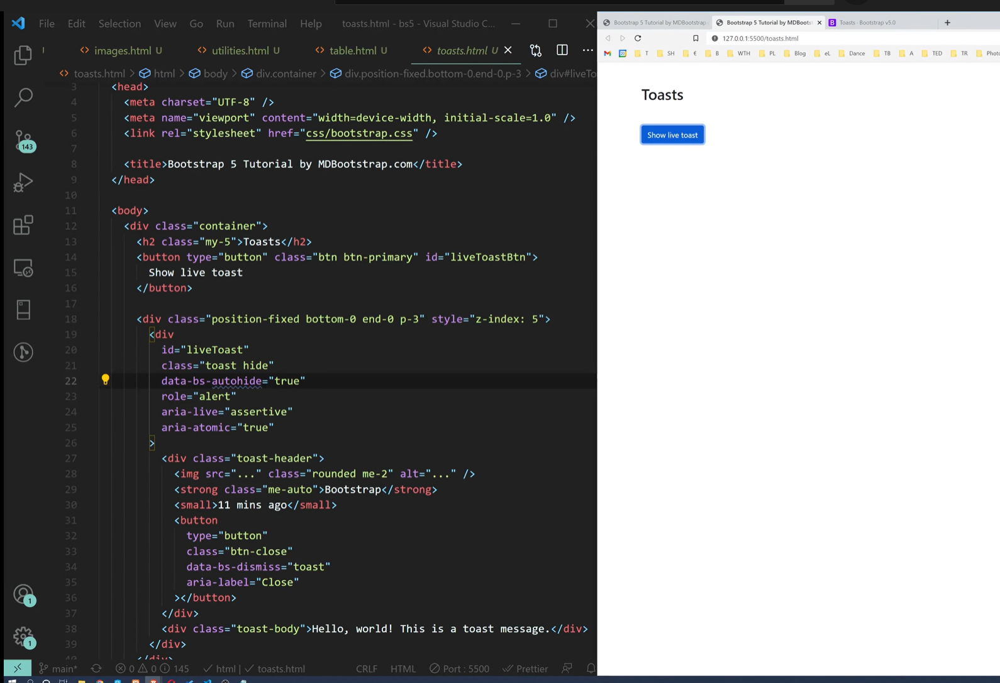 File Edit Selection View Go Run Terminal Help toasts.html - bs5 - Visual Studio C...
images.html U utilities.html U table.html U toasts.html U
toasts.html > html > body > div.container > div.position-fixed.bottom-0.end-0.p-3 > div#liveTo
3 <head>
4 <meta charset="UTF-8" />
5 <meta name="viewport" content="width=device-width, initial-scale=1.0" />
6 <link rel="stylesheet" href="css/bootstrap.css" />
7
8 <title>Bootstrap 5 Tutorial by MDBootstrap.com</title>
9 </head>
10
11 <body>
12 <div class="container">
13 <h2 class="my-5">Toasts</h2>
14 <button type="button" class="btn btn-primary" id="liveToastBtn">
15 Show live toast
16 </button>
17
18 <div class="position-fixed bottom-0 end-0 p-3" style="z-index: 5">
19 <div
20 id="liveToast"
21 class="toast hide"
22 data-bs-autohide="true"
23 role="alert"
24 aria-live="assertive"
25 aria-atomic="true"
26 >
27 <div class="toast-header">
28 <img src="..." class="rounded me-2" alt="..." />
29 <strong class="me-auto">Bootstrap</strong>
30 <small>11 mins ago</small>
31 <button
32 type="button"
33 class="btn-close"
34 data-bs-dismiss="toast"
35 aria-label="Close"
36 ></button>
37 </div>
38 <div class="toast-body">Hello, world! This is a toast message.</div>
39 </div>
40 </div>
143
1
1
main* 0 0 145 html | toasts.html CRLF HTML Port : 5500 Prettier
Bootstrap 5 Tutorial by MDBootstrap Bootstrap 5 Tutorial by MDBoots Toasts · Bootstrap v5.0
127.0.0.1:5500/toasts.html
T SH € B WTH PL Blog eL Dance TB A TED TR Photo
Toasts
Show live toast